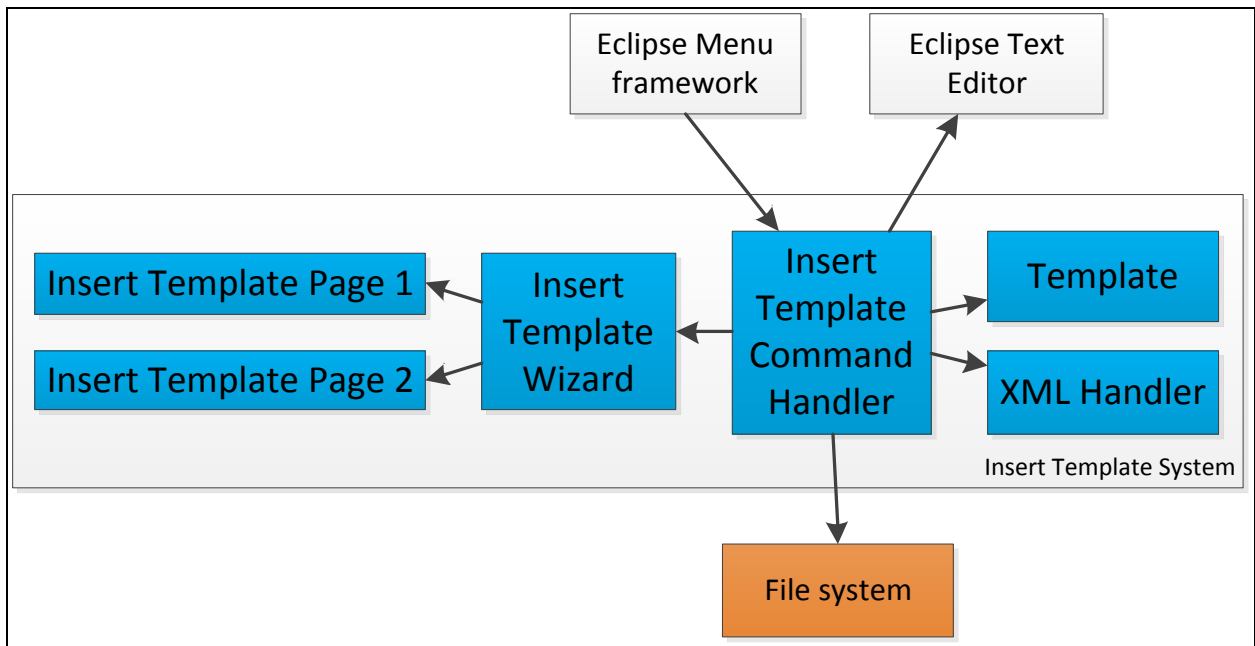 Eclipse Menu
framework
Eclipse Text
Editor
Insert Template Page 1
Insert Template Page 2
Insert
Template
Wizard
Insert
Template
Command
Handler
Template
XML Handler
Insert Template System
File system